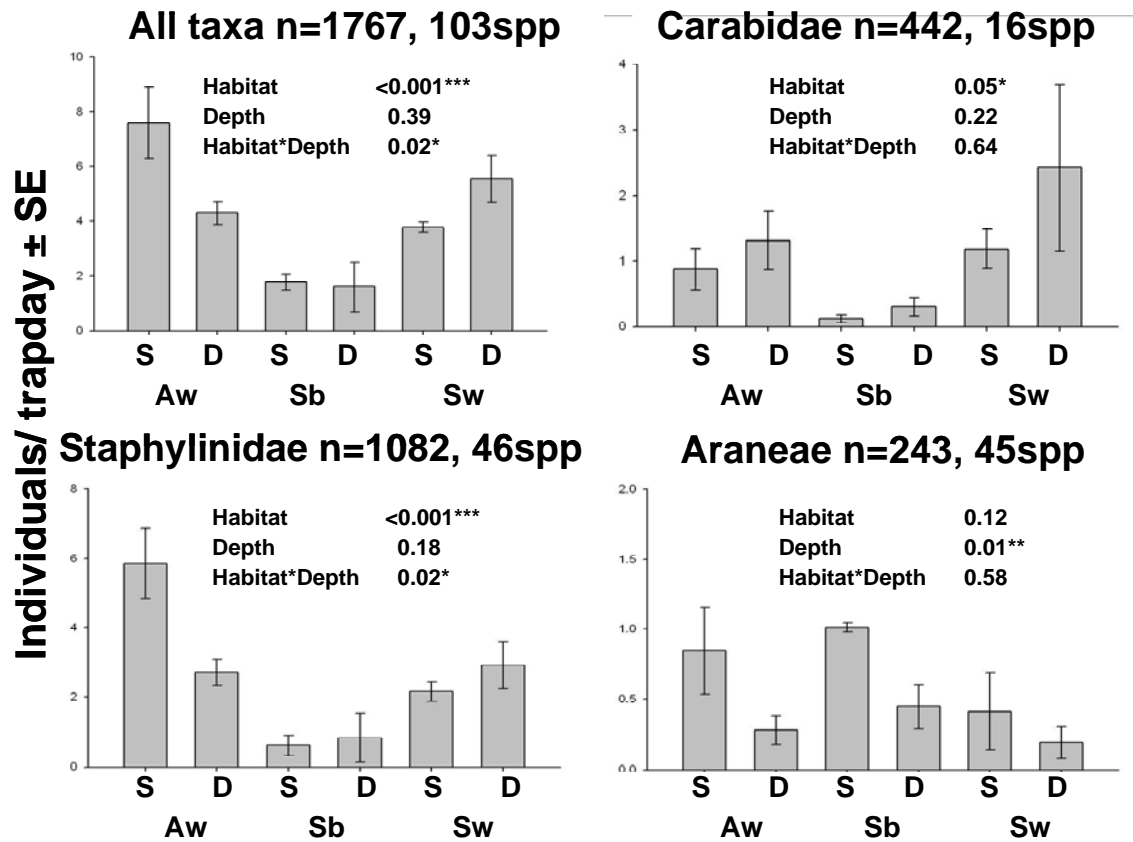 All taxa n=1767, 103spp
Habitat <0.001***
Depth 0.39
Habitat*Depth 0.02*
10
8
6
4
2
0
S D S D S D
Aw Sb Sw
Carabidae n=442, 16spp
Habitat 0.05*
Depth 0.22
Habitat*Depth 0.64
4
3
2
1
0
S D S D S D
Aw Sb Sw
Individuals/ trapday ± SE
Staphylinidae n=1082, 46spp
Habitat <0.001***
Depth 0.18
Habitat*Depth 0.02*
8
6
4
2
0
S D S D S D
Aw Sb Sw
Araneae n=243, 45spp
Habitat 0.12
Depth 0.01**
Habitat*Depth 0.58
2.0
1.5
1.0
0.5
0.0
S D S D S D
Aw Sb Sw